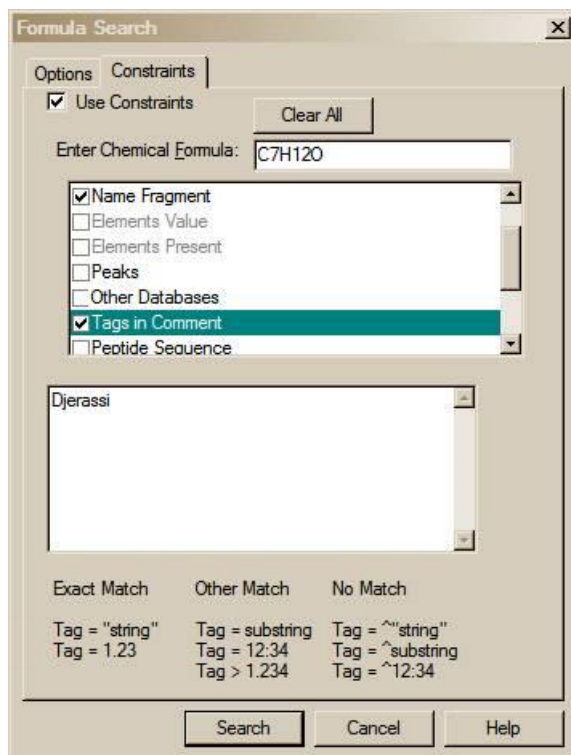 Formula Search
Options Constraints
Use Constraints
Clear All
Enter Chemical Formula: C7H12O
Name Fragment
Elements Value
Elements Present
Peaks
Other Databases
Tags in Comment
Peptide Sequence
Djerassi
Exact Match Other Match No Match
Tag = "string" Tag = substring Tag = ^"string"
Tag = 1.23 Tag = 12:34 Tag = ^substring
Tag > 1.234 Tag = ^12:34
Search Cancel Help